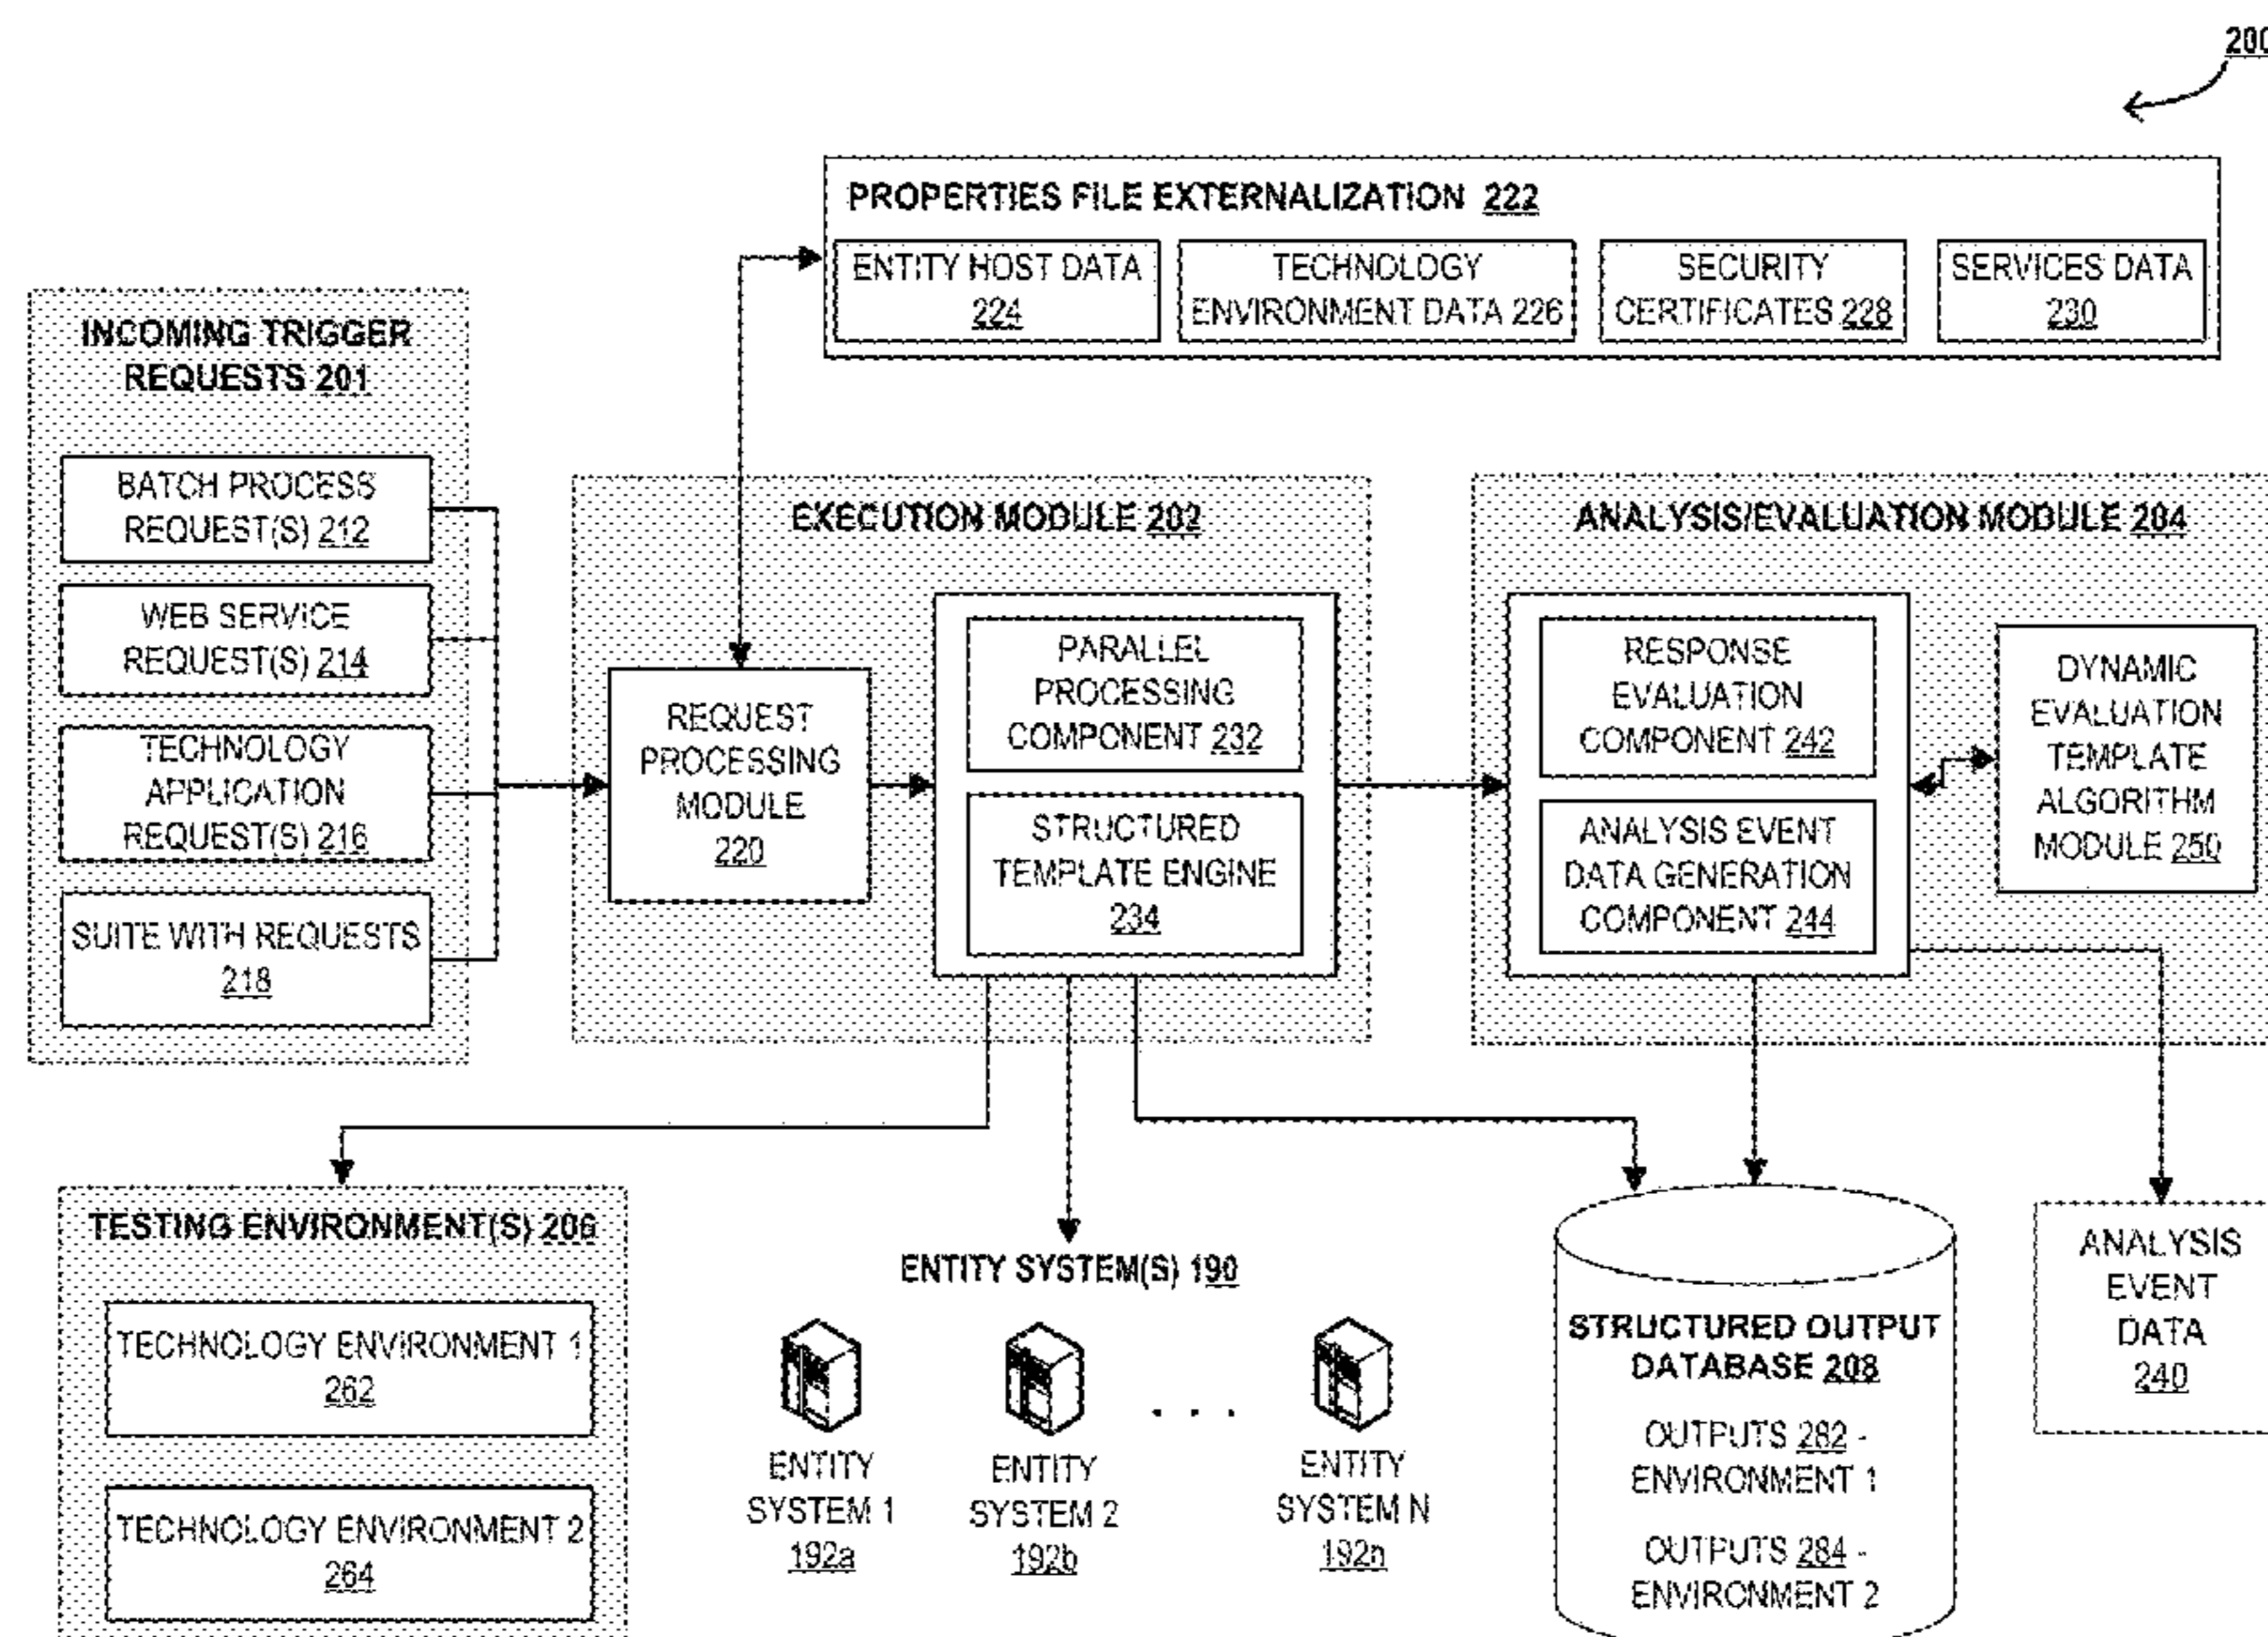 200
PROPERTIES FILE EXTERNALIZATION 222
ENTITY HOST DATA
224
TECHNOLOGY
ENVIRONMENT DATA 226
SECURITY
CERTIFICATES 228
SERVICES DATA
230
INCOMING TRIGGER
REQUESTS 201
BATCH PROCESS
REQUEST(S) 212
WEB SERVICE
REQUEST(S) 214
TECHNOLOGY
APPLICATION
REQUEST(S) 216
SUITE WITH REQUESTS
218
EXECUTION MODULE 202
REQUEST
PROCESSING
MODULE
220
PARALLEL
PROCESSING
COMPONENT 232
STRUCTURED
TEMPLATE ENGINE
234
ANALYSIS/EVALUATION MODULE 204
RESPONSE
EVALUATION
COMPONENT 242
ANALYSIS EVENT
DATA GENERATION
COMPONENT 244
DYNAMIC
EVALUATION
TEMPLATE
ALGORITHM
MODULE 250
TESTING ENVIRONMENT(S) 206
TECHNOLOGY ENVIRONMENT 1
262
TECHNOLOGY ENVIRONMENT 2
264
ENTITY SYSTEM(S) 190
ENTITY
SYSTEM 1
192a
ENTITY
SYSTEM 2
192b
. . .
ENTITY
SYSTEM N
192n
STRUCTURED OUTPUT
DATABASE 208
OUTPUTS 282 -
ENVIRONMENT 1
OUTPUTS 284 -
ENVIRONMENT 2
ANALYSIS
EVENT
DATA
240